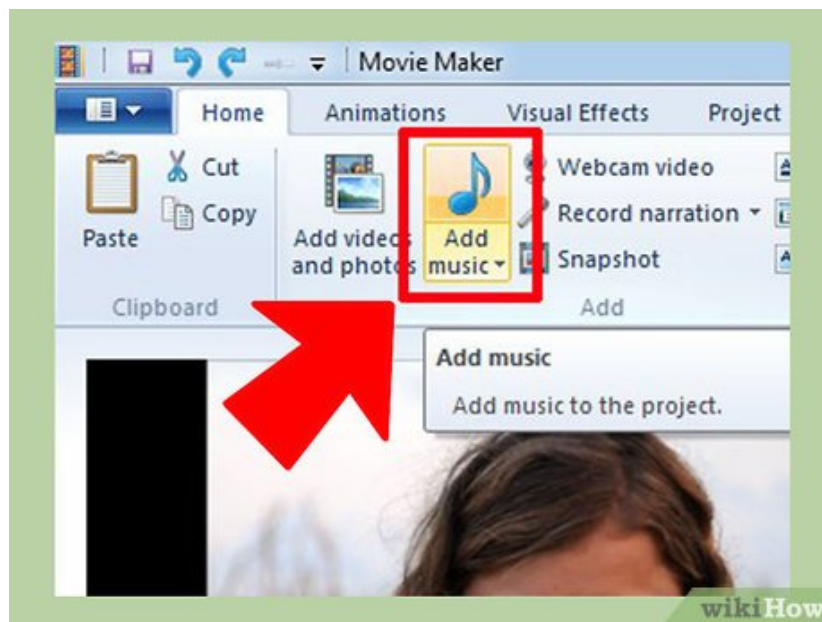 Movie Maker
Home Animations Visual Effects Project
Cut
Copy
Paste
Clipboard
Add videos
and photos
Add
music
Webcam video
Record narration
Snapshot
Add
Add music
Add music to the project.
wikiHow